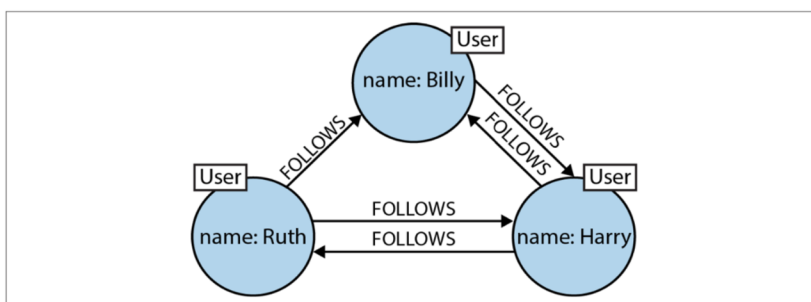 User
name: Billy
FOLLOWS
FOLLOWS
FOLLOWS
User
User
name: Ruth
FOLLOWS
FOLLOWS
name: Harry